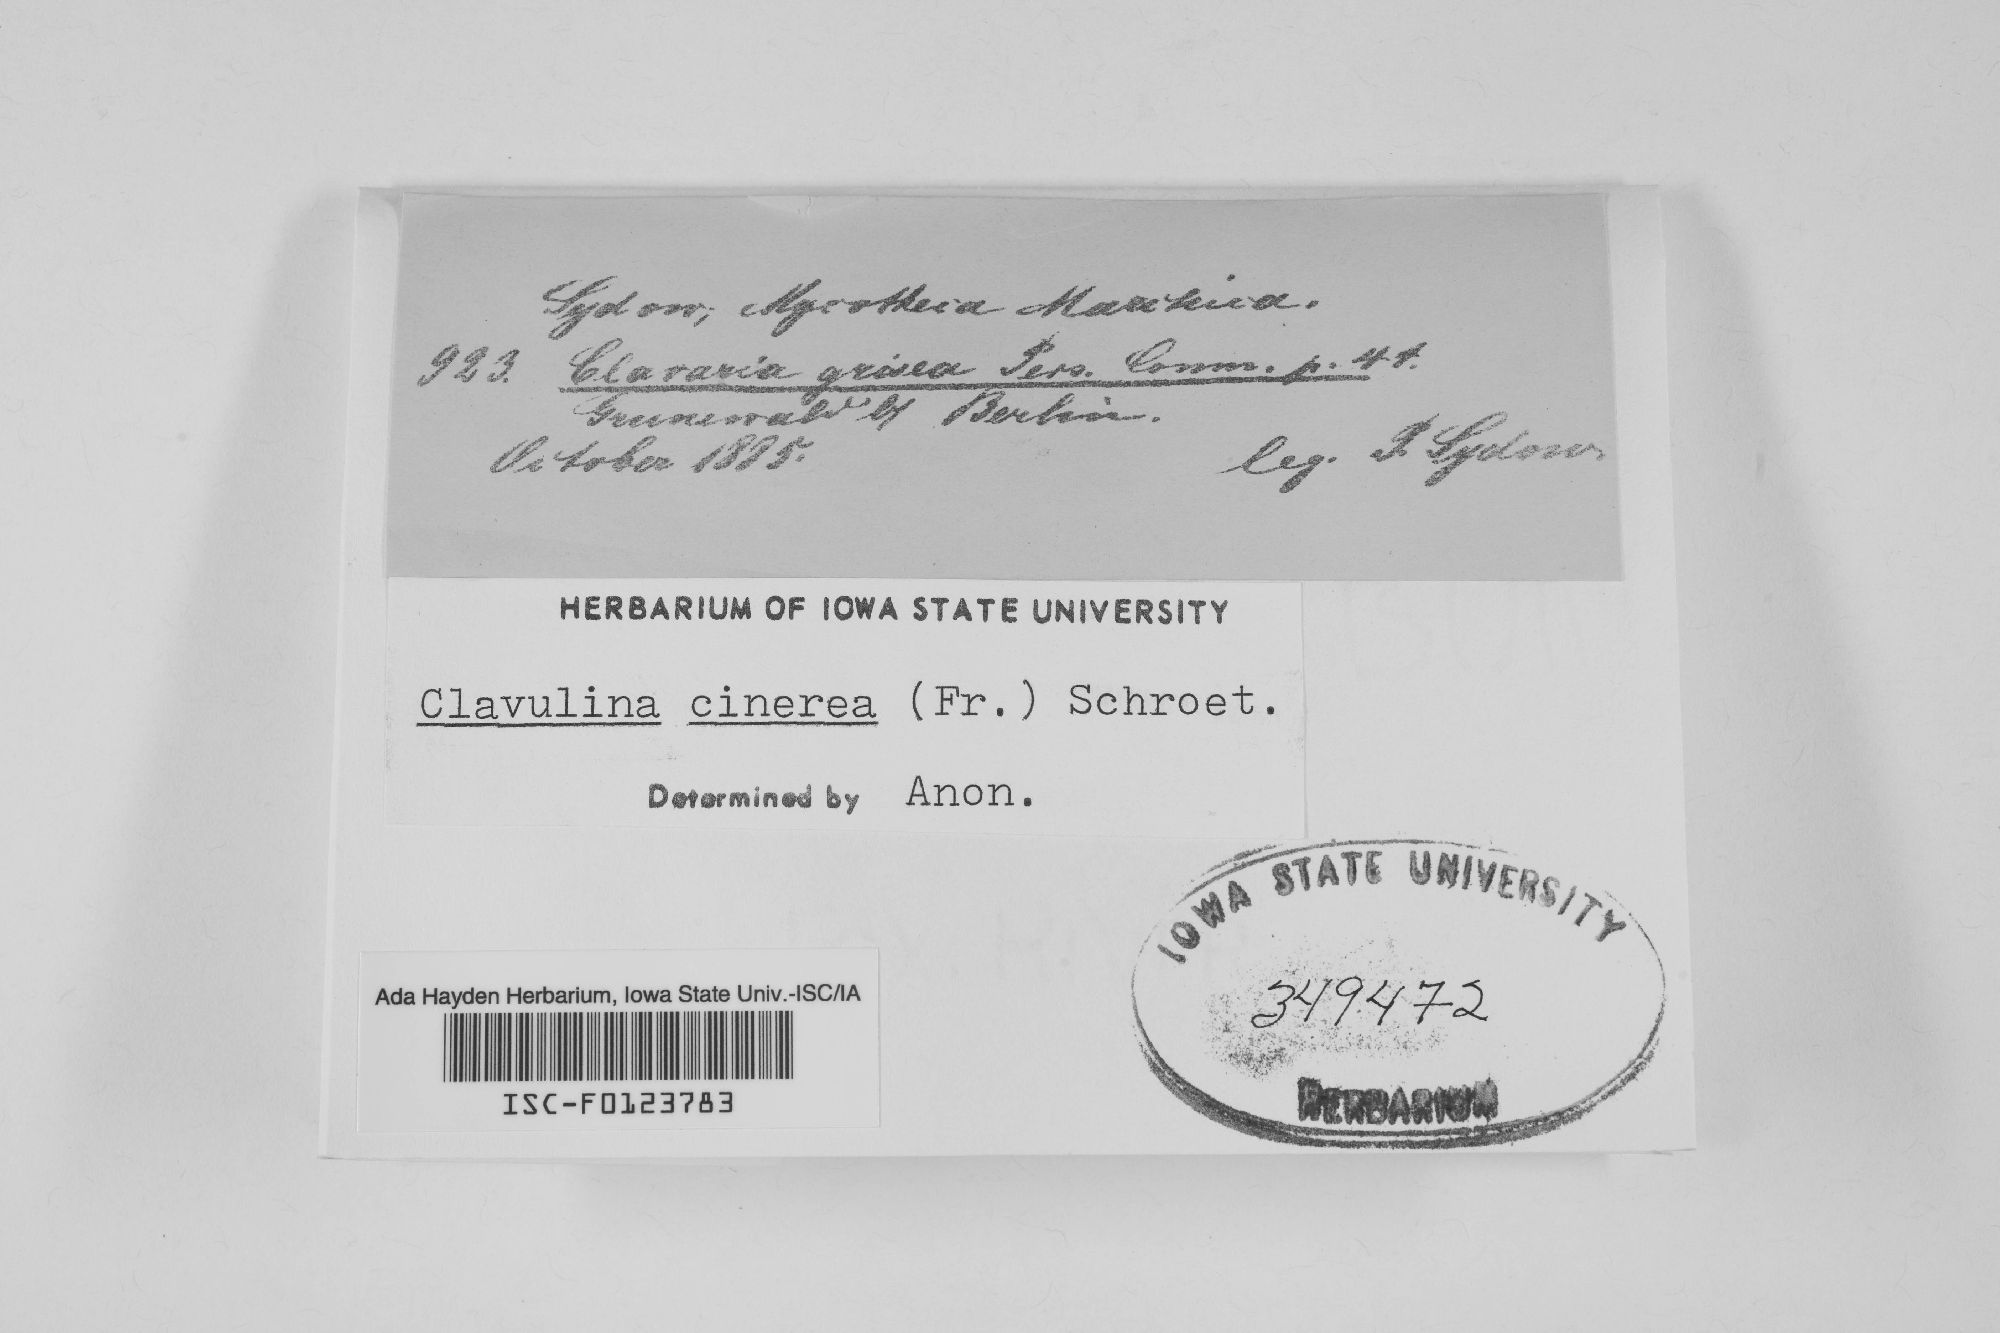 Sydow, Mycotheca Marchica.
923. Clavaria grisea Pers. Comm. p. 44.
Grunewald b/ Berlin.
October 1885.
leg. P. Sydow
HERBARIUM OF IOWA STATE UNIVERSITY
Clavulina cinerea (Fr.) Schroet.
Determined by Anon.
IOWA STATE UNIVERSITY
349472
HERBARIUM
Ada Hayden Herbarium, Iowa State Univ.-ISC/IA
ISC-F0123783